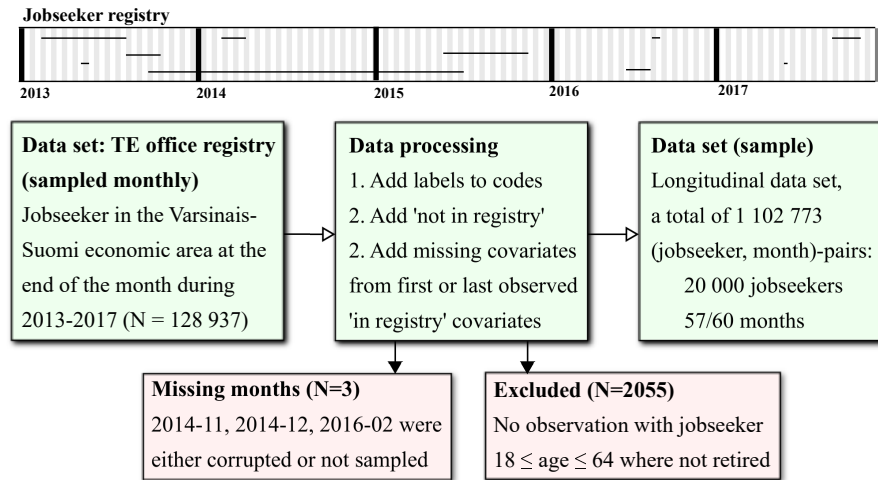 Jobseeker registry
2013
2014
2015
2016
2017
Data set: TE office registry
(sampled monthly)
Jobseeker in the Varsinais-
Suomi economic area at the
end of the month during
2013-2017 (N = 128 937)
Data processing
1. Add labels to codes
2. Add 'not in registry'
2. Add missing covariates
from first or last observed
'in registry' covariates
Data set (sample)
Longitudinal data set,
a total of 1 102 773
(jobseeker, month)-pairs:
20 000 jobseekers
57/60 months
Missing months (N=3)
2014-11, 2014-12, 2016-02 were
either corrupted or not sampled
Excluded (N=2055)
No observation with jobseeker
18 ≤ age ≤ 64 where not retired